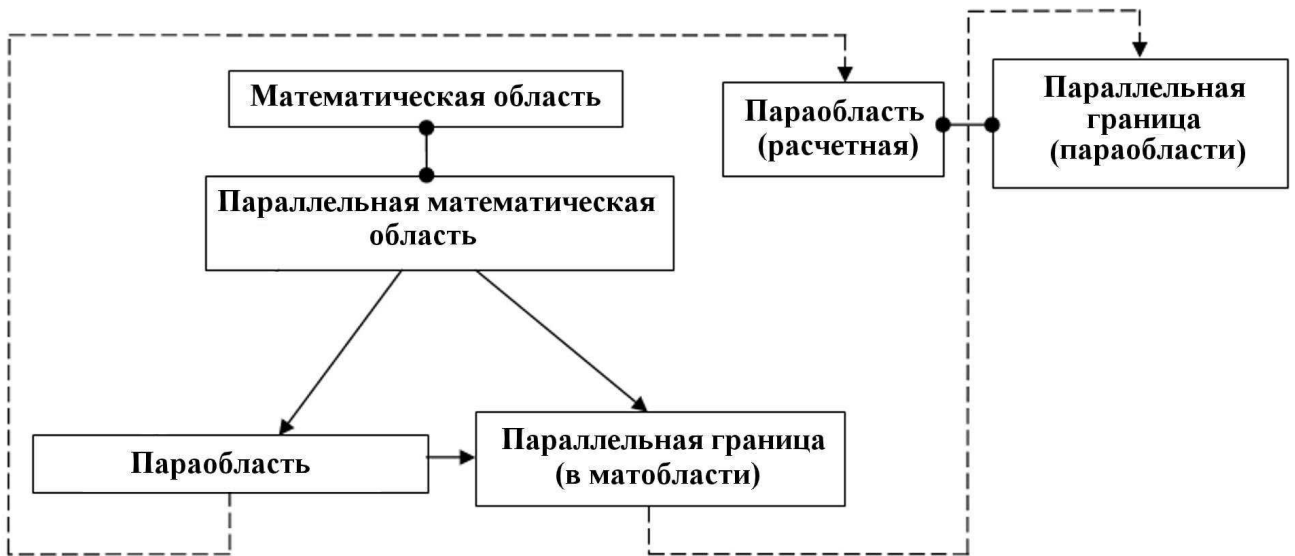 Математическая область
Параобласть
(расчетная)
Параллельная
граница
(параобласти)
Параллельная математическая
область
Параобласть
Параллельная граница
(в матобласти)